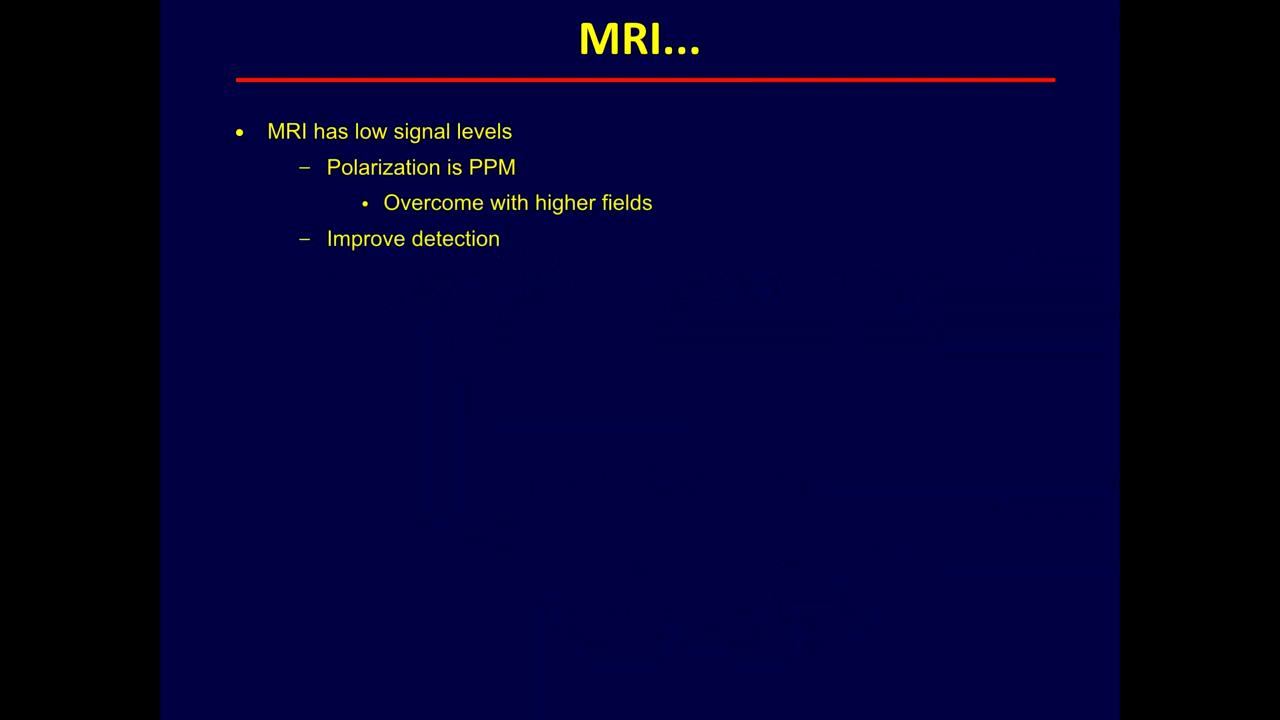 MRI...
• MRI has low signal levels
– Polarization is PPM
• Overcome with higher fields
– Improve detection